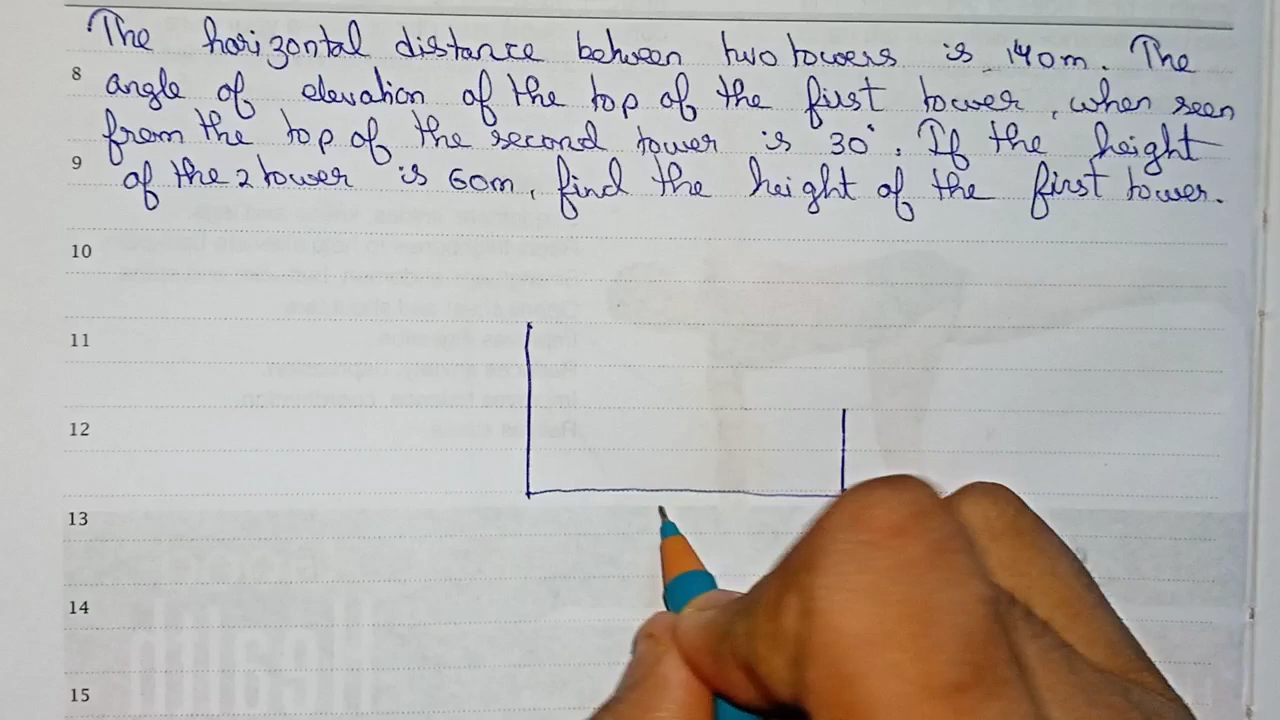 The horizontal distance between two towers is 140m. The
8
angle of elevation of the top of the first tower, when seen
from the top of the second tower is 30°. If the height
9
of the 2 tower is 60m, find the height of the first tower.
10
11
12
13
14
15